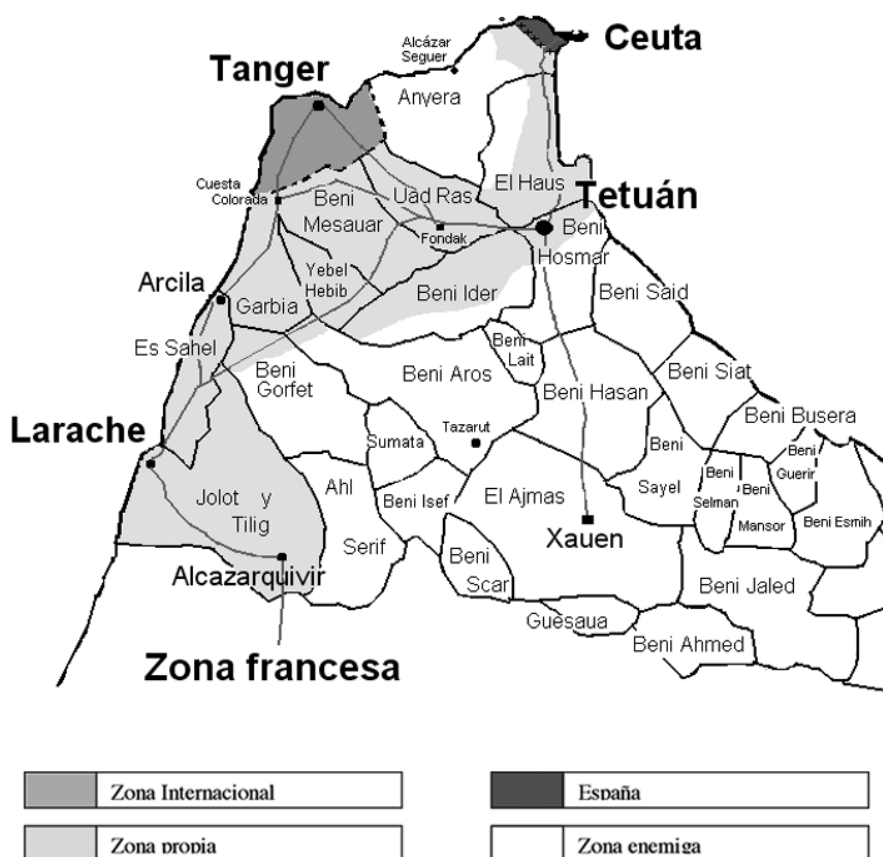 Ceuta
Alcázar
Seguer
Tanger
Anyera
Cuesta
Colorada
Beni
Mesauar
Uad Ras
El Haus
Tetuán
Fondak
Beni
Hosmar
Yebel
Hebib
Arcila
Garbia
Beni Ider
Beni Said
Es Sahel
Beni
Lait
Beni
Gorfet
Beni Aros
Beni Hasan
Beni Siat
Beni Busera
Larache
Sumata
Tazarut
Beni
Sayel
Beni
Guerir
Beni
Selman
Beni
Mansor
Beni Esmih
Jolot y
Tilig
Ahl
Serif
Beni Isef
El Ajmas
Xauen
Alcazarquivir
Beni
Scar
Beni Jaled
Guesaua
Beni Ahmed
Zona francesa
Zona Internacional
España
Zona propia
Zona enemiga